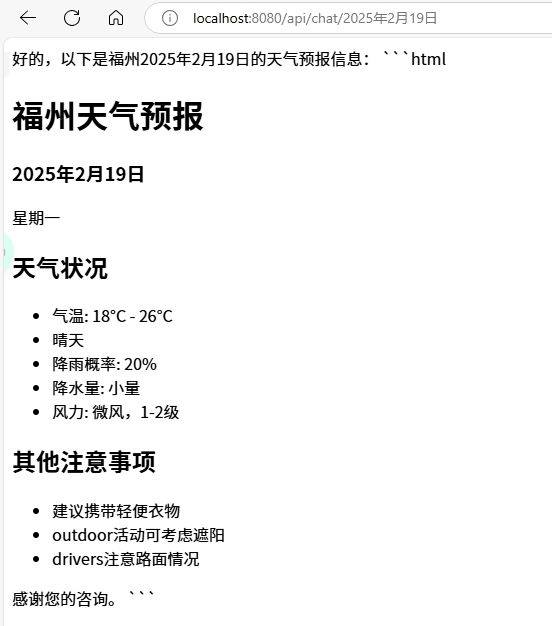 localhost:8080/api/chat/2025年2月19日
好的，以下是福州2025年2月19日的天气预报信息： ```html
福州天气预报
2025年2月19日
星期一
天气状况
• 气温: 18°C - 26°C
• 晴天
• 降雨概率: 20%
• 降水量: 小量
• 风力: 微风，1-2级
其他注意事项
• 建议携带轻便衣物
• outdoor活动可考虑遮阳
• drivers注意路面情况
感谢您的咨询。 ```